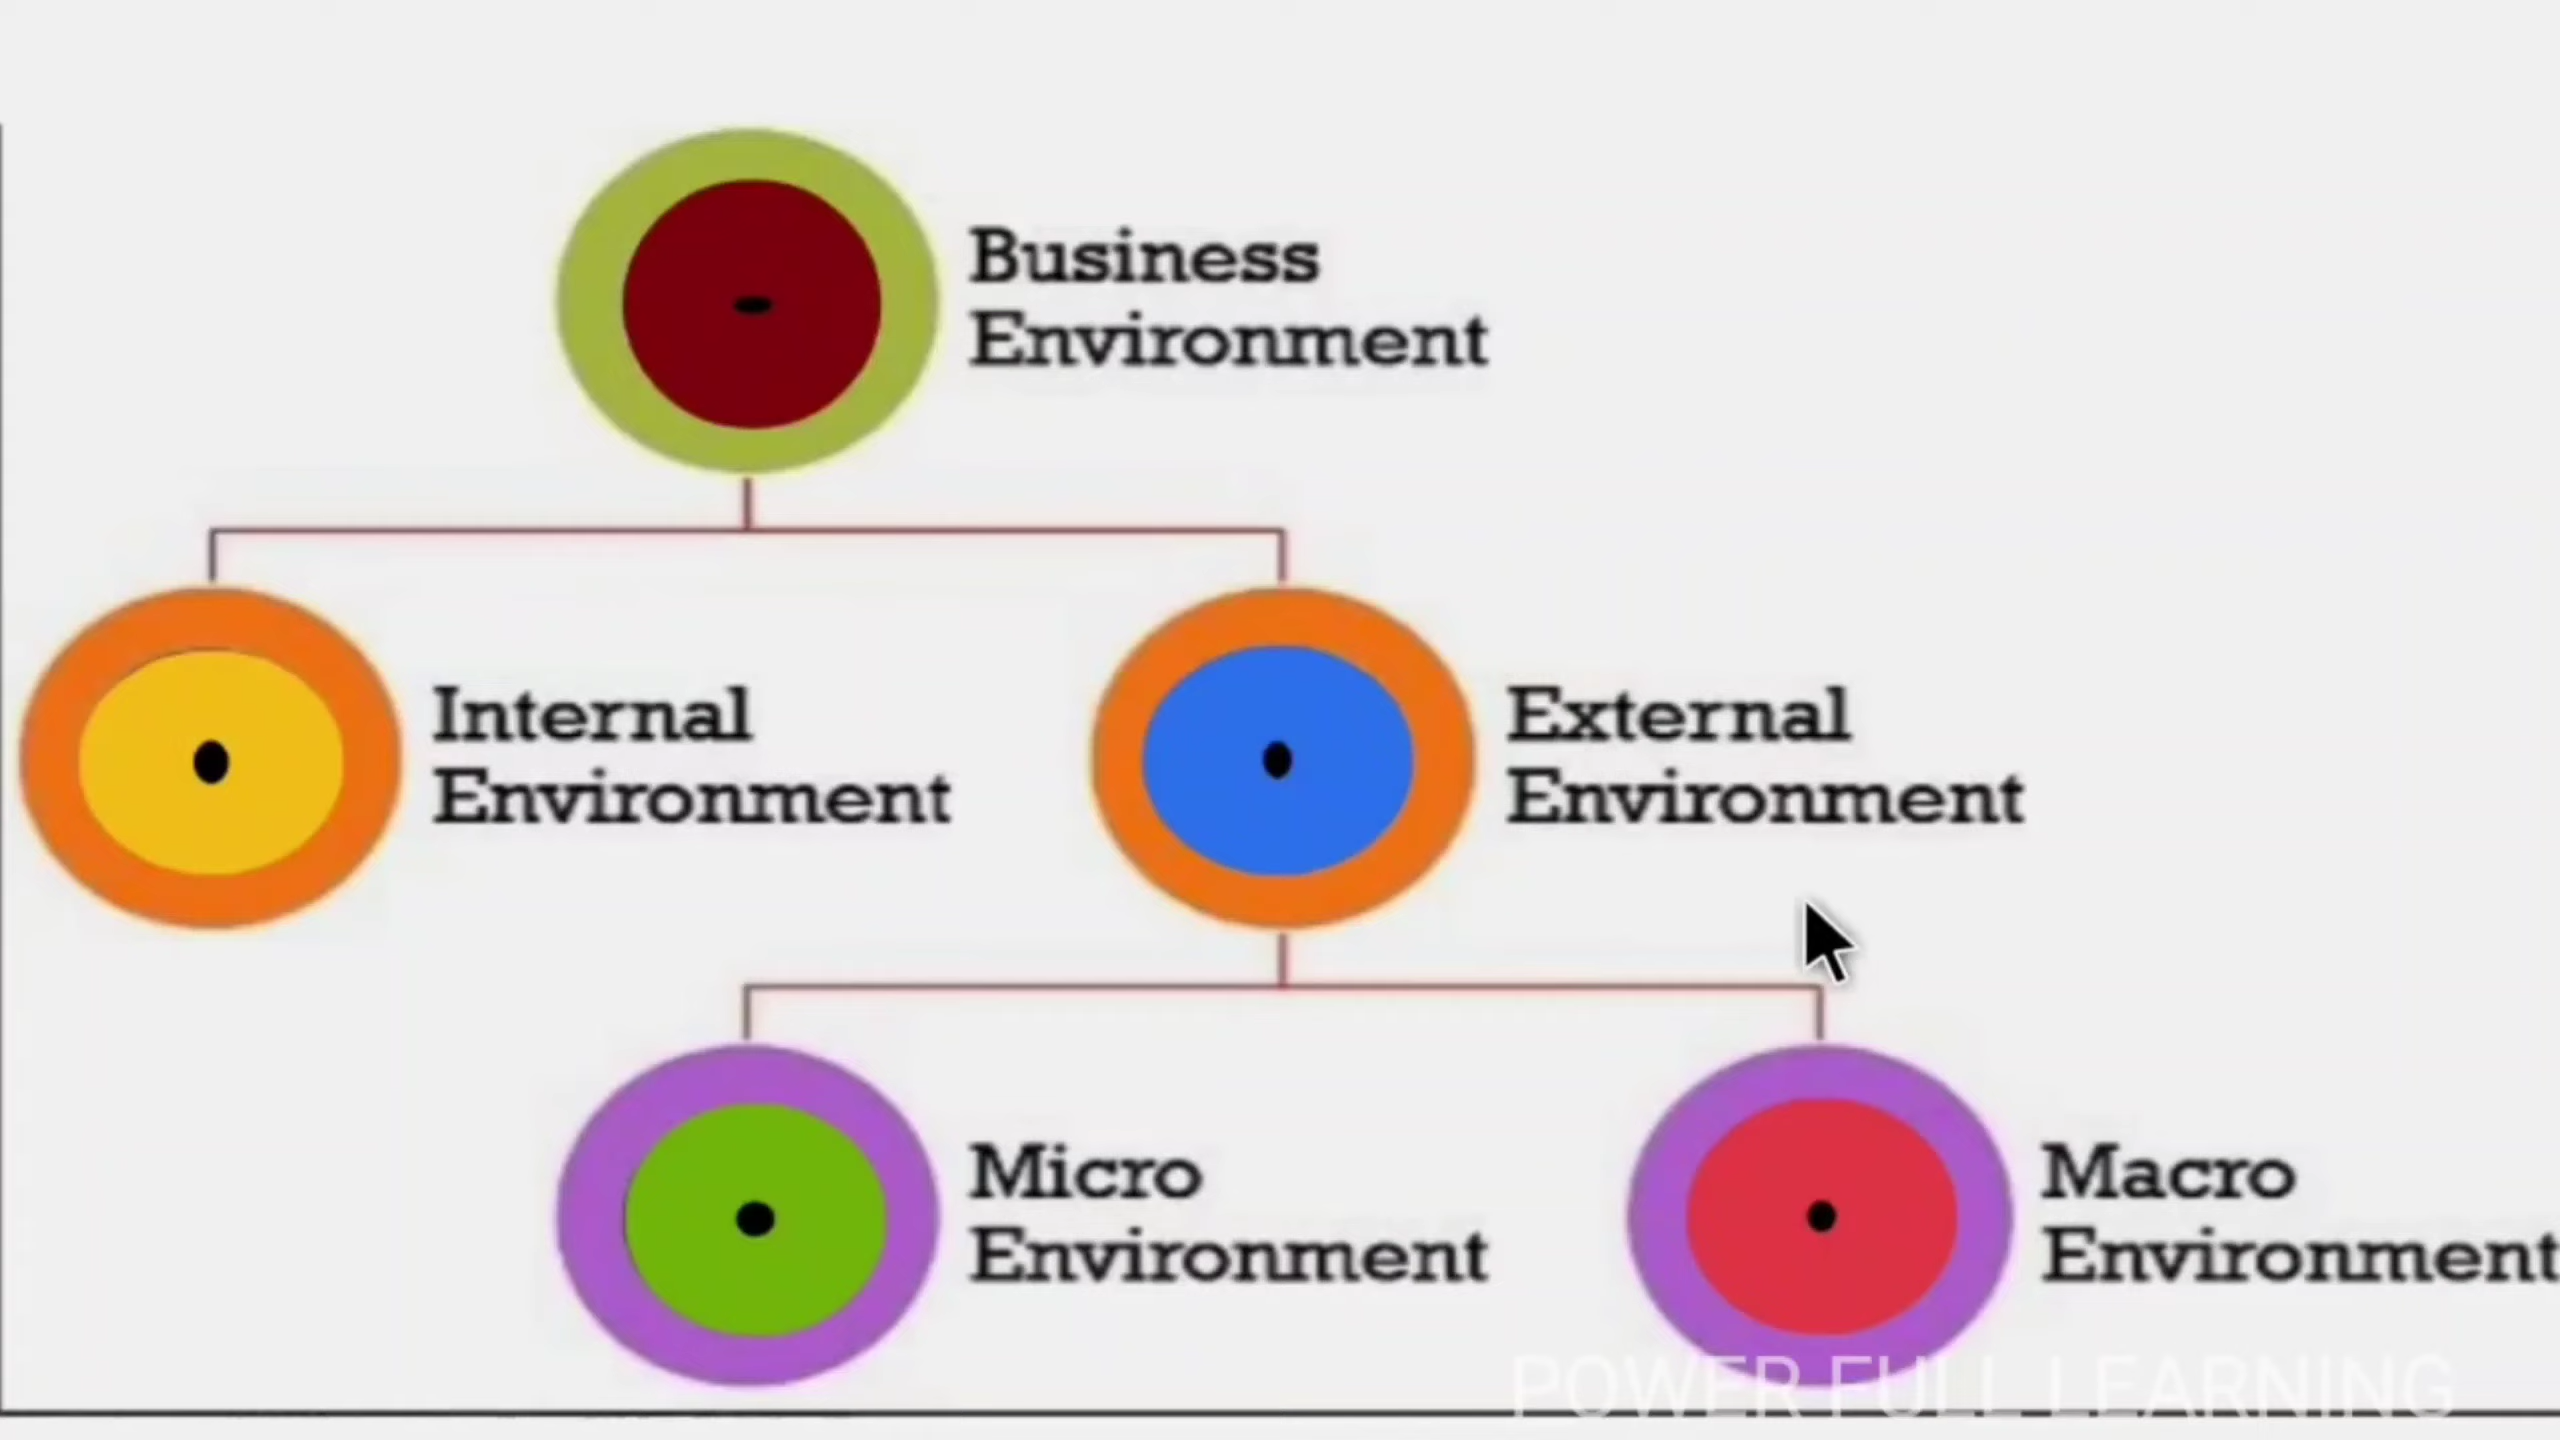 Business
Environment
Internal
Environment
External
Environment
Micro
Environment
Macro
Environment
POWER FULL LEARNING